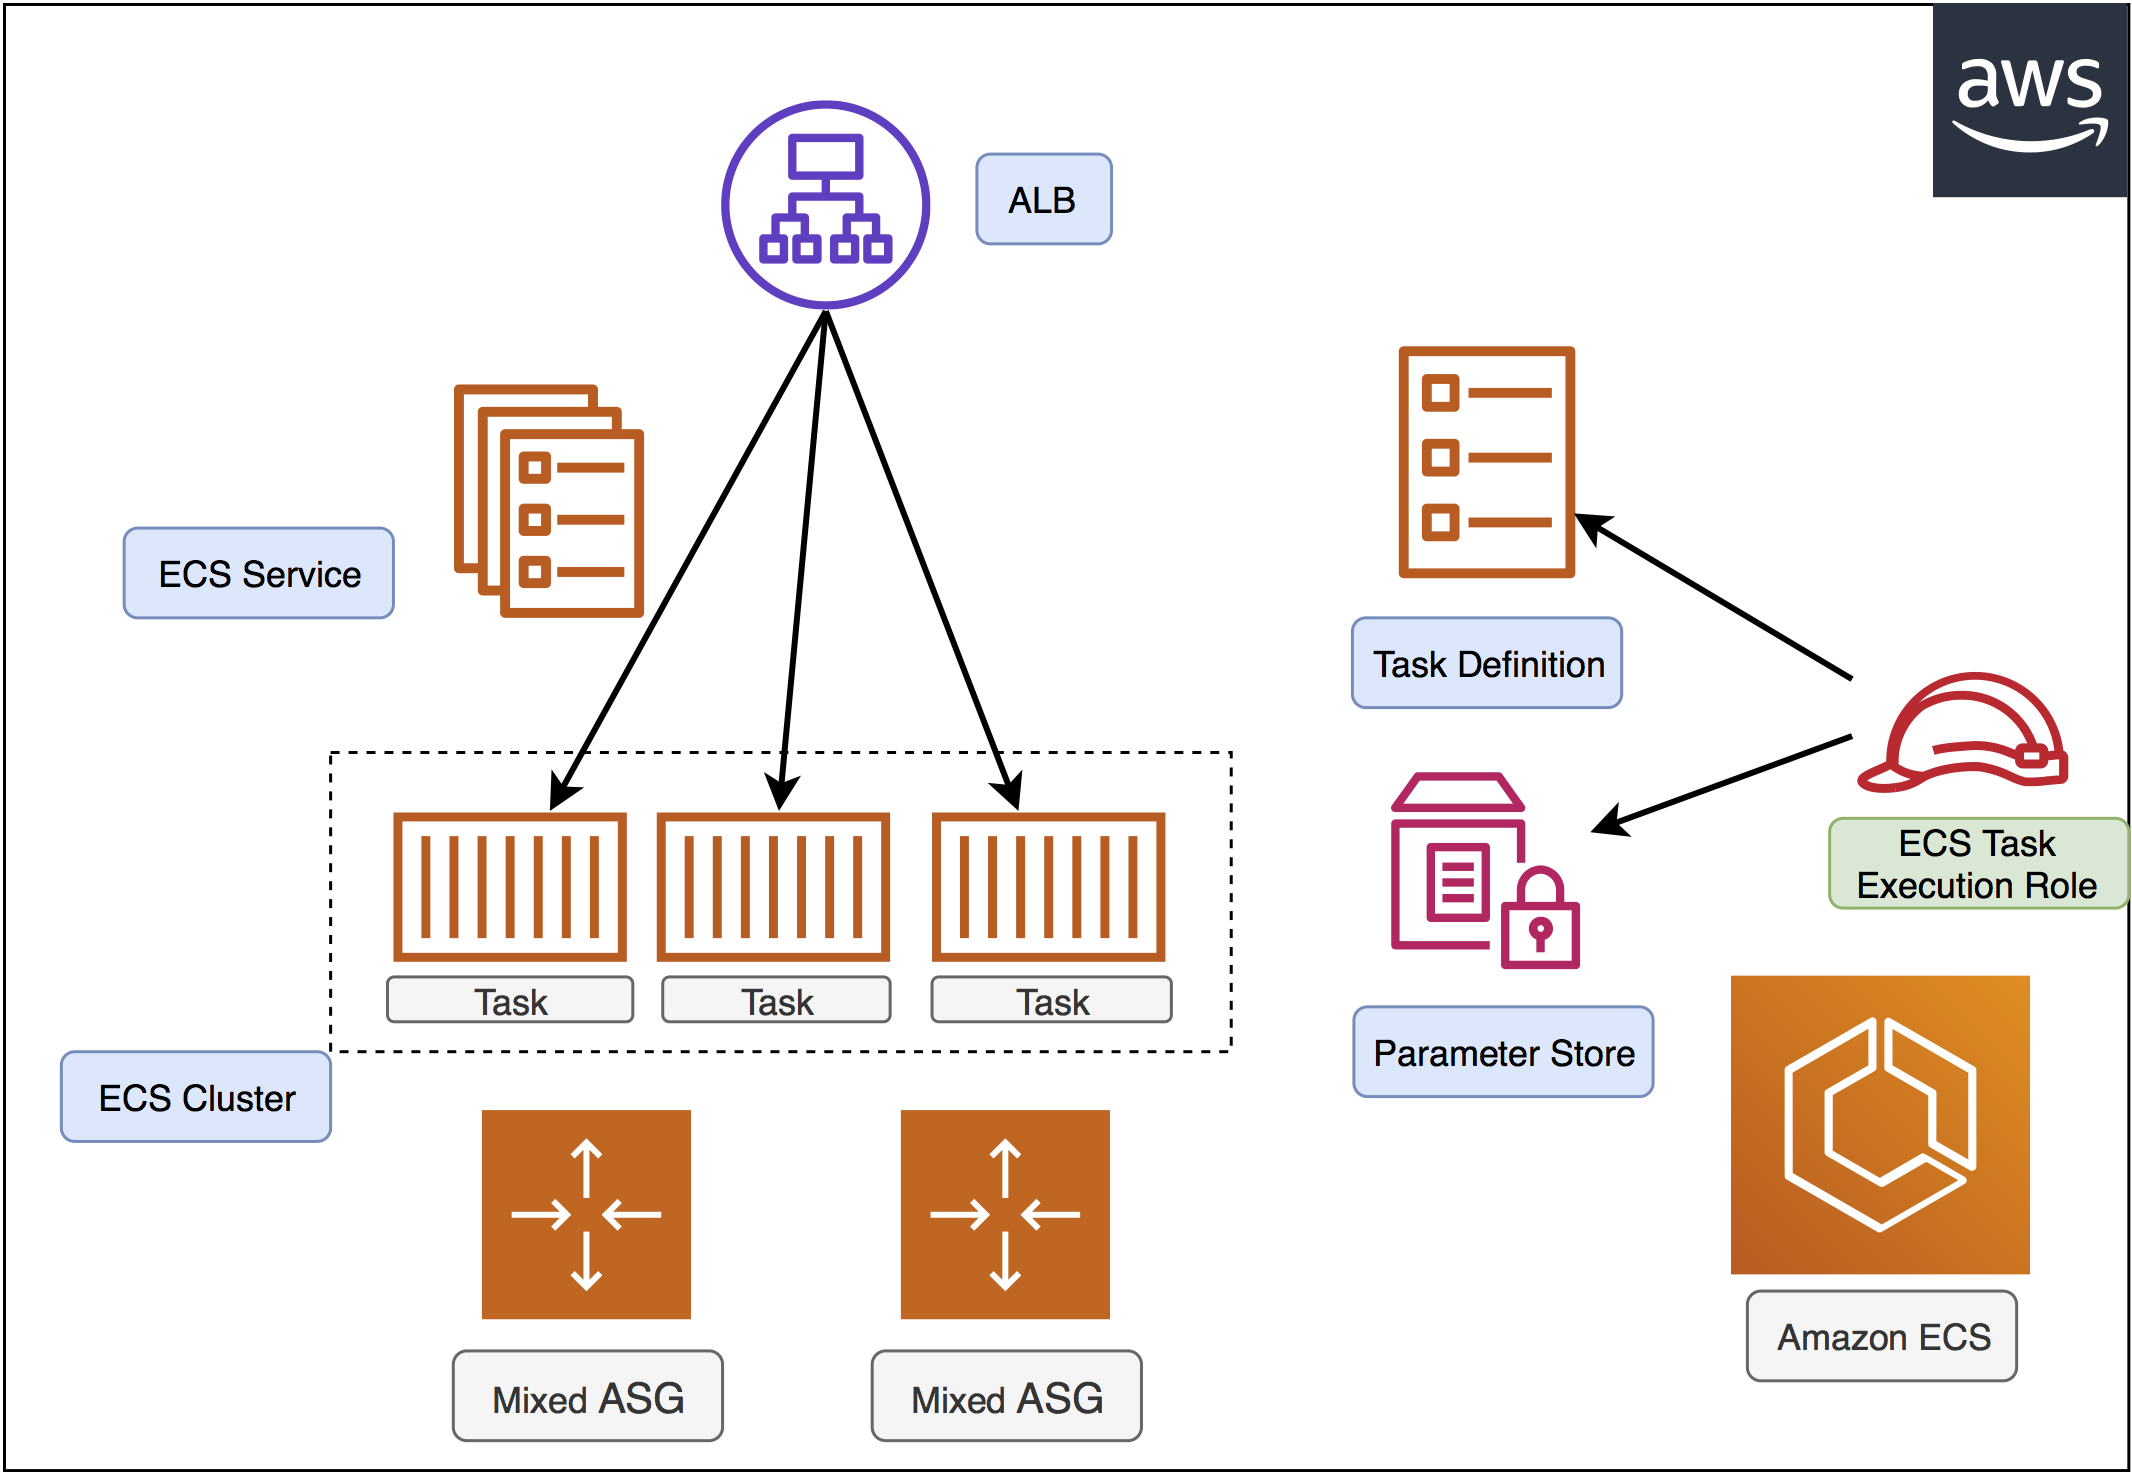 aws
ALB
ECS Service
Task Definition
ECS Task
Execution Role
Task
Task
Task
Parameter Store
ECS Cluster
Amazon ECS
Mixed ASG
Mixed ASG